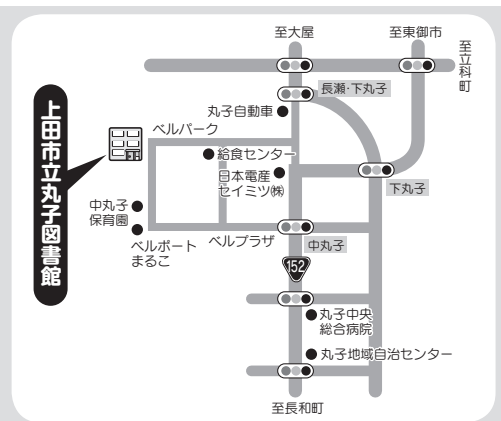 至大屋
至東御市
至立科町
長瀬・下丸子
丸子自動車
ベルパーク
給食センター
日本電産
セイミツ㈱
下丸子
上田市立丸子図書館
中丸子
保育園
ベルポート
まるこ
ベルプラザ
中丸子
152
丸子中央
総合病院
丸子地域自治センター
至長和町